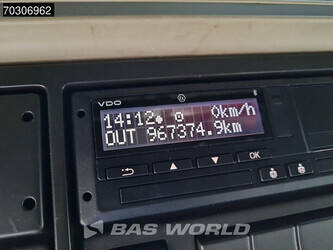 70306962
VDO
14:12 0km/h
OUT 967374.9km
OK
BAS WORLD